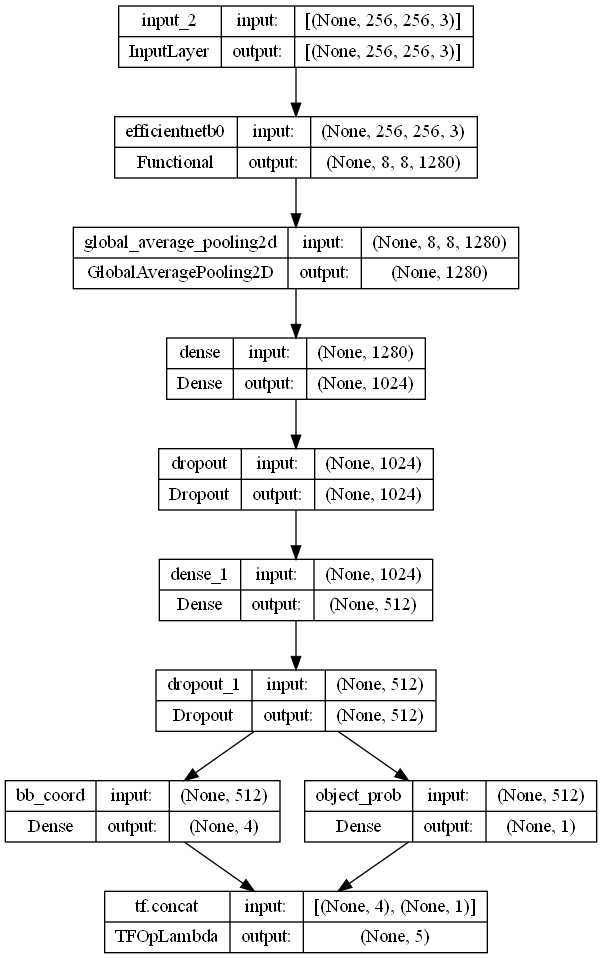 input_2 input: [(None, 256, 256, 3)]
InputLayer output: [(None, 256, 256, 3)]
efficientnetb0 input: (None, 256, 256, 3)
Functional output: (None, 8, 8, 1280)
global_average_pooling2d input: (None, 8, 8, 1280)
GlobalAveragePooling2D output: (None, 1280)
dense input: (None, 1280)
Dense output: (None, 1024)
dropout input: (None, 1024)
Dropout output: (None, 1024)
dense_1 input: (None, 1024)
Dense output: (None, 512)
dropout_1 input: (None, 512)
Dropout output: (None, 512)
bb_coord input: (None, 512)
Dense output: (None, 4)
object_prob input: (None, 512)
Dense output: (None, 1)
tf.concat input: [(None, 4), (None, 1)]
TFOpLambda output: (None, 5)